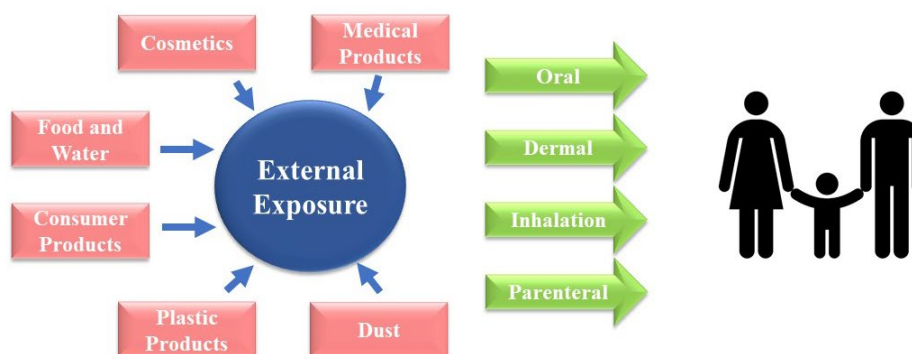 Cosmetics
Medical
Products
Food and
Water
External
Exposure
Consumer
Products
Plastic
Products
Dust
Oral
Dermal
Inhalation
Parenteral